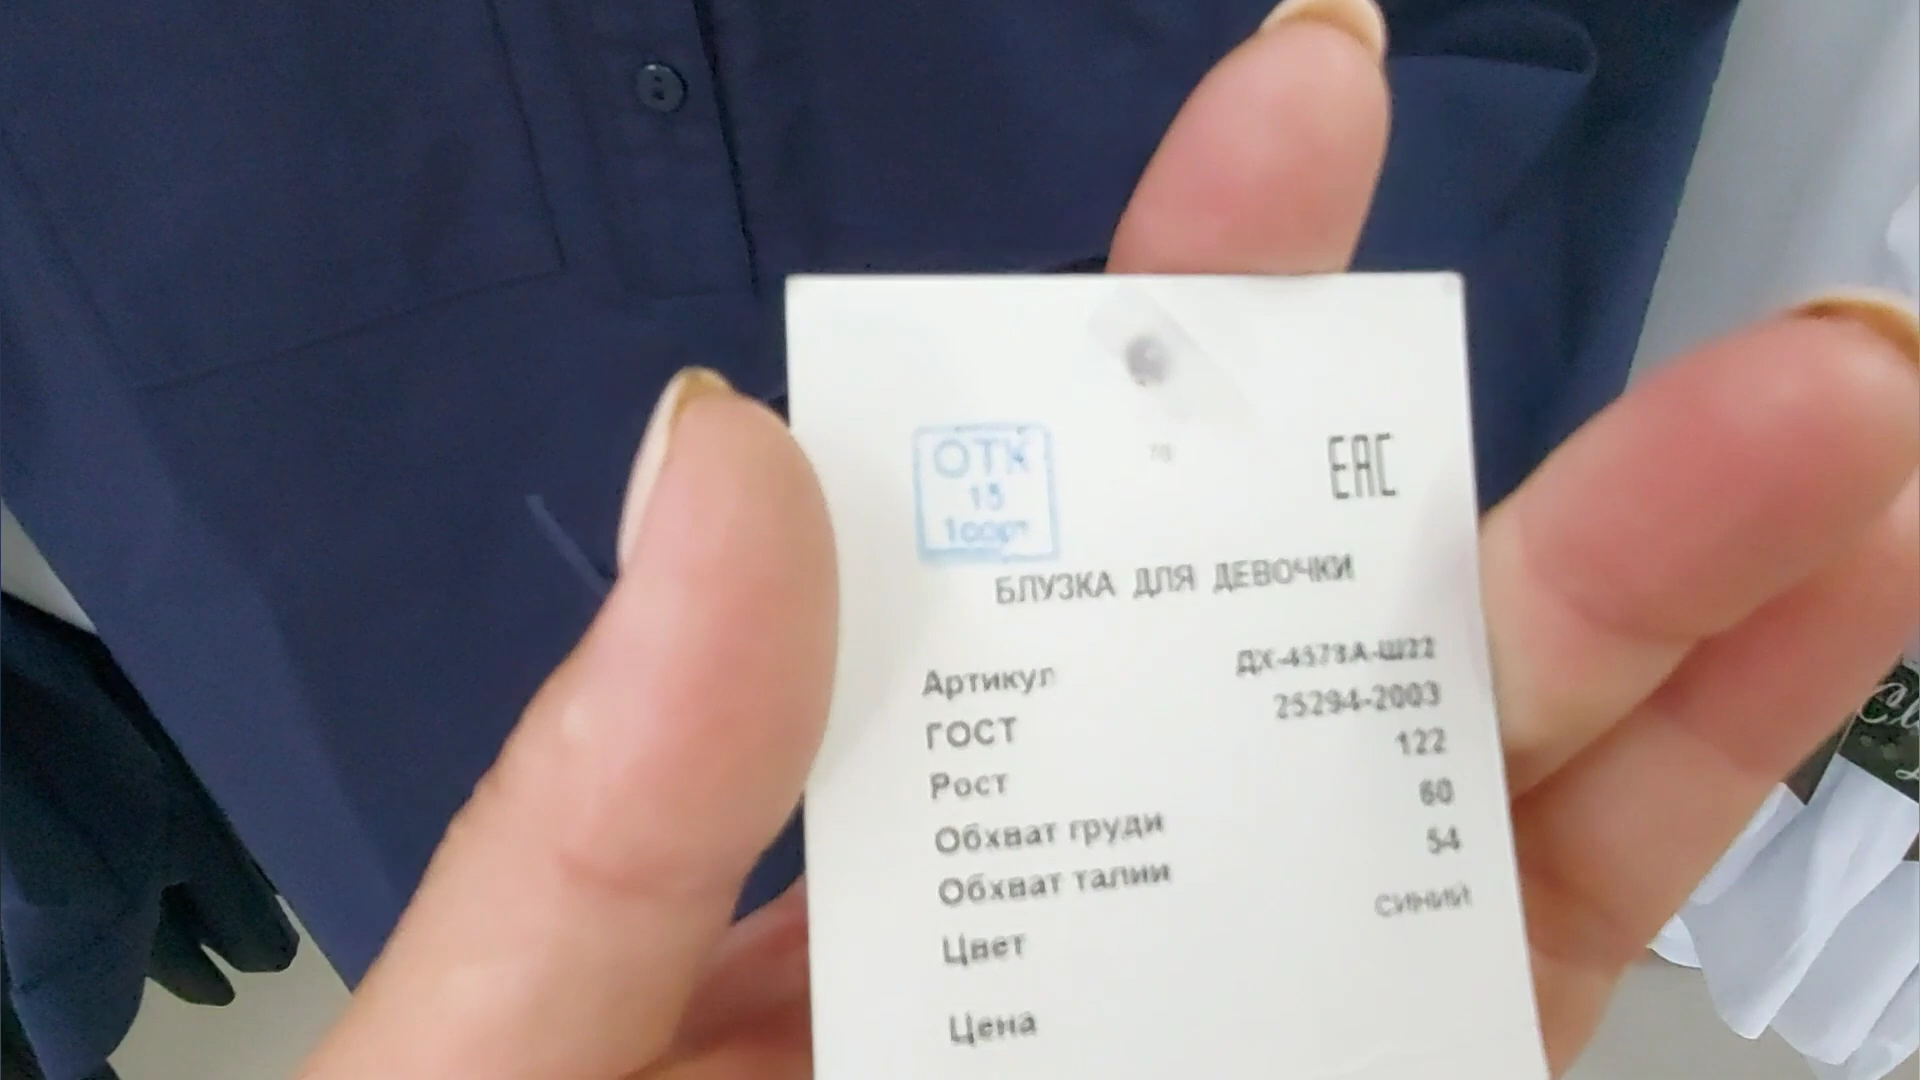 ОТК
15
1сорт
EAC
БЛУЗКА ДЛЯ ДЕВОЧКИ
Артикул ДХ-4573А-Ш22
ГОСТ 25294-2003
Рост 122
Обхват груди 60
Обхват талии 54
Цвет СИНИЙ
Цена